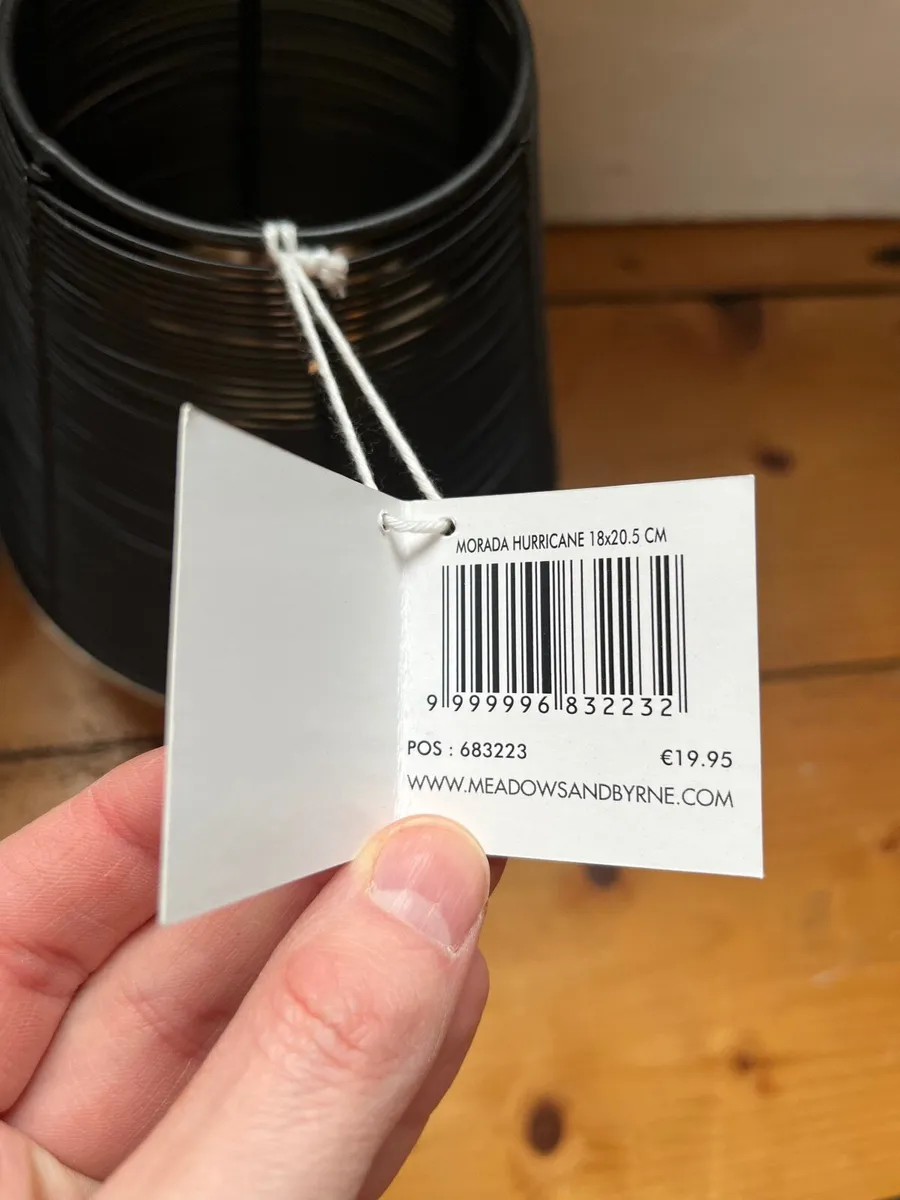 MORADA HURRICANE 18x20.5 CM
9 999996 832232
POS : 683223
€19.95
WWW.MEADOWSANDBYRNE.COM